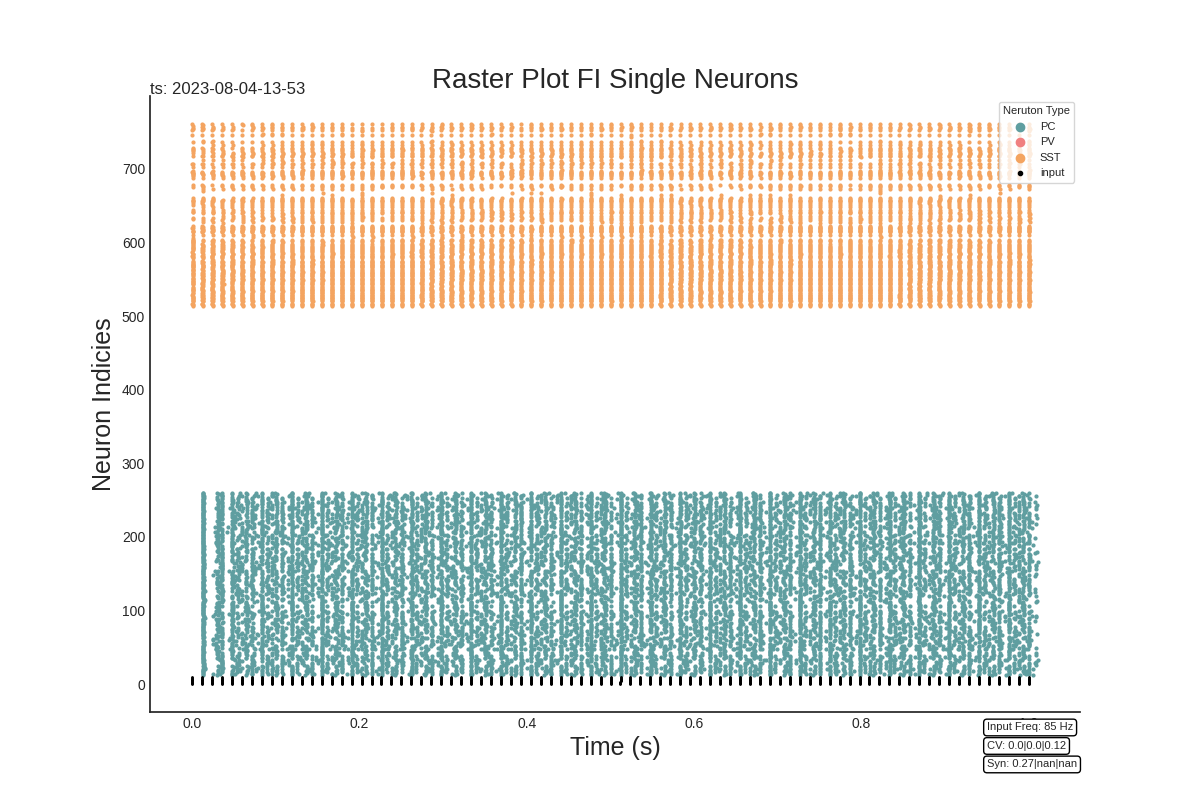 Raster Plot FI Single Neurons
ts: 2023-08-04-13-53
Neruton Type
PC
PV
SST
input
Neuron Indicies
700
600
500
400
300
200
100
0
0.0 0.2 0.4 0.6 0.8
Time (s)
Input Freq: 85 Hz
CV: 0.0|0.0|0.12
Syn: 0.27|nan|nan